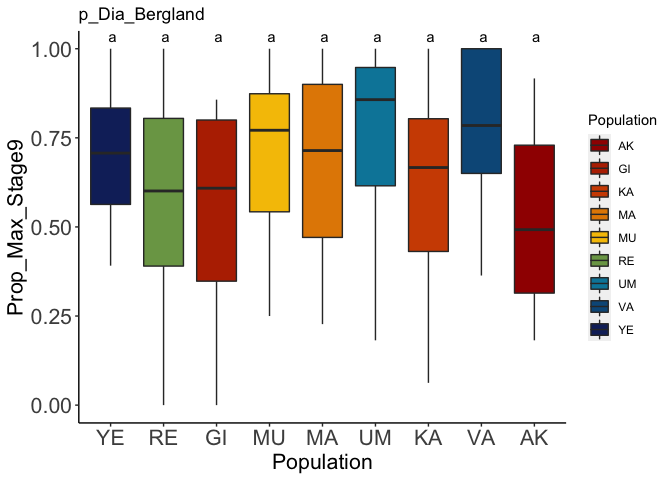 p_Dia_Bergland
a a a a a a a a a
1.00
0.75
0.50
0.25
0.00
Prop_Max_Stage9
YE RE GI MU MA UM KA VA AK
Population
Population
AK
GI
KA
MA
MU
RE
UM
VA
YE